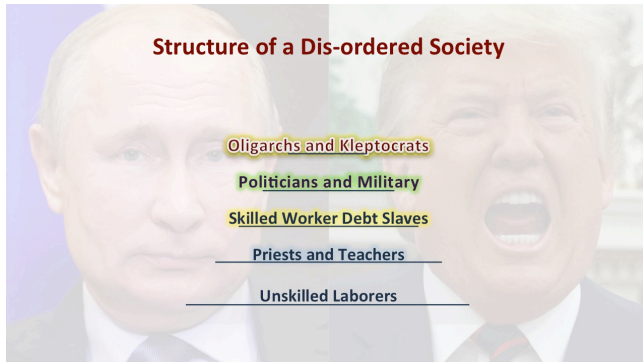 Structure of a Dis-ordered Society
Oligarchs and Kleptocrats
Politicians and Military
Skilled Worker Debt Slaves
Priests and Teachers
Unskilled Laborers